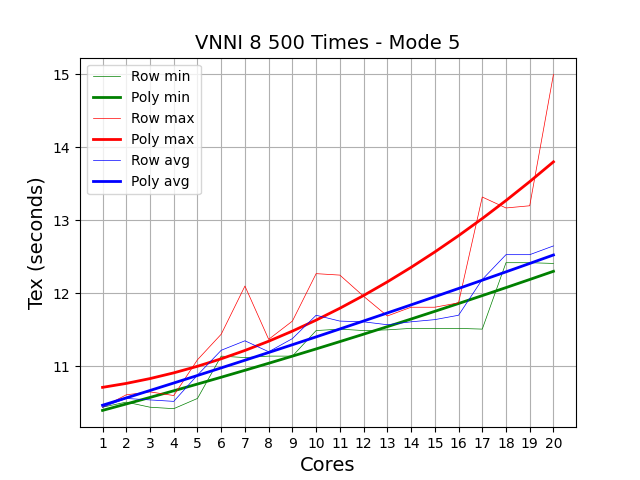 VNNI 8 500 Times - Mode 5
Row min
Poly min
Row max
Poly max
Row avg
Poly avg
Tex (seconds)
15
14
13
12
11
1 2 3 4 5 6 7 8 9 10 11 12 13 14 15 16 17 18 19 20
Cores